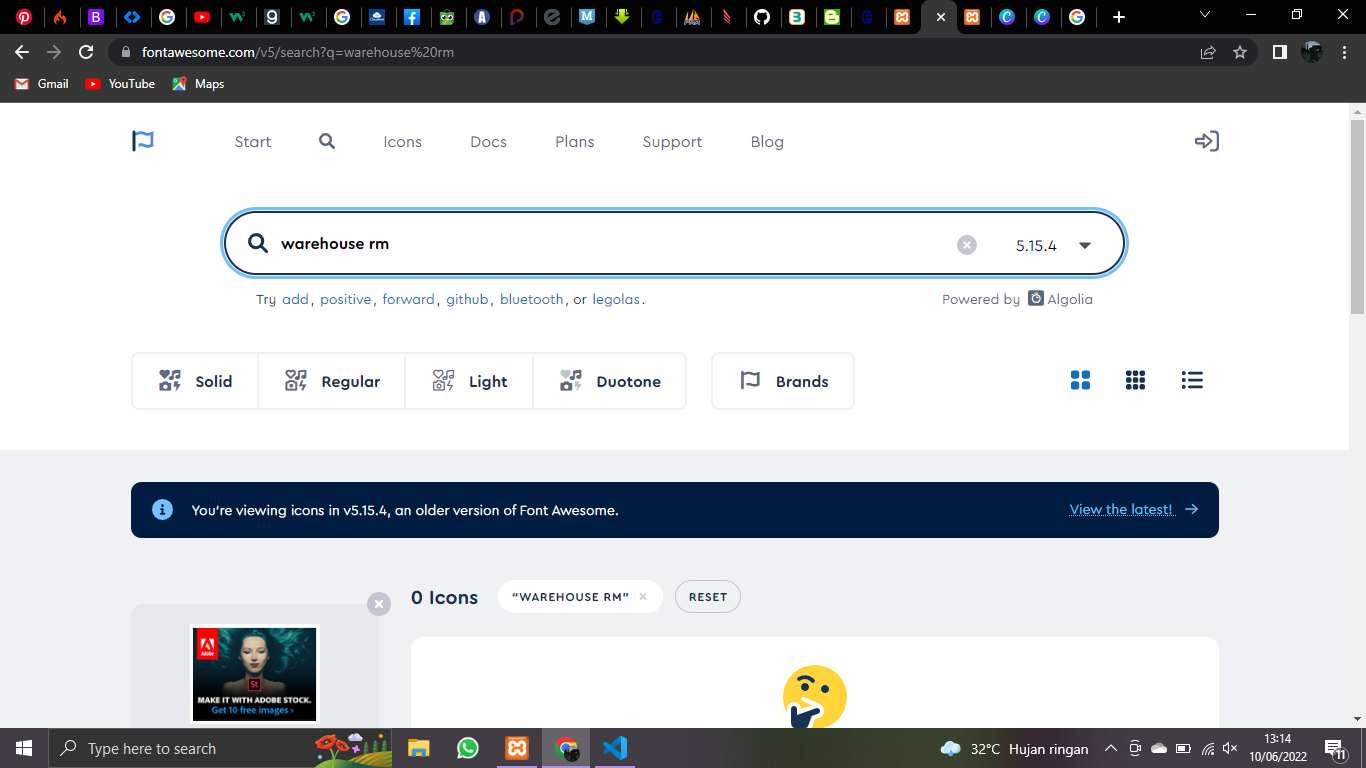 fontawesome.com/v5/search?q=warehouse%20rm
Gmail YouTube Maps
Start Icons Docs Plans Support Blog
warehouse rm 5.15.4
Try add, positive, forward, github, bluetooth, or legolas. Powered by Algolia
Solid Regular Light Duotone Brands
You're viewing icons in v5.15.4, an older version of Font Awesome. View the latest!
0 Icons "WAREHOUSE RM" RESET
Adobe
St
MAKE IT WITH ADOBE STOCK.
Get 10 free images ›
Type here to search
32°C Hujan ringan
13:14
10/06/2022
11